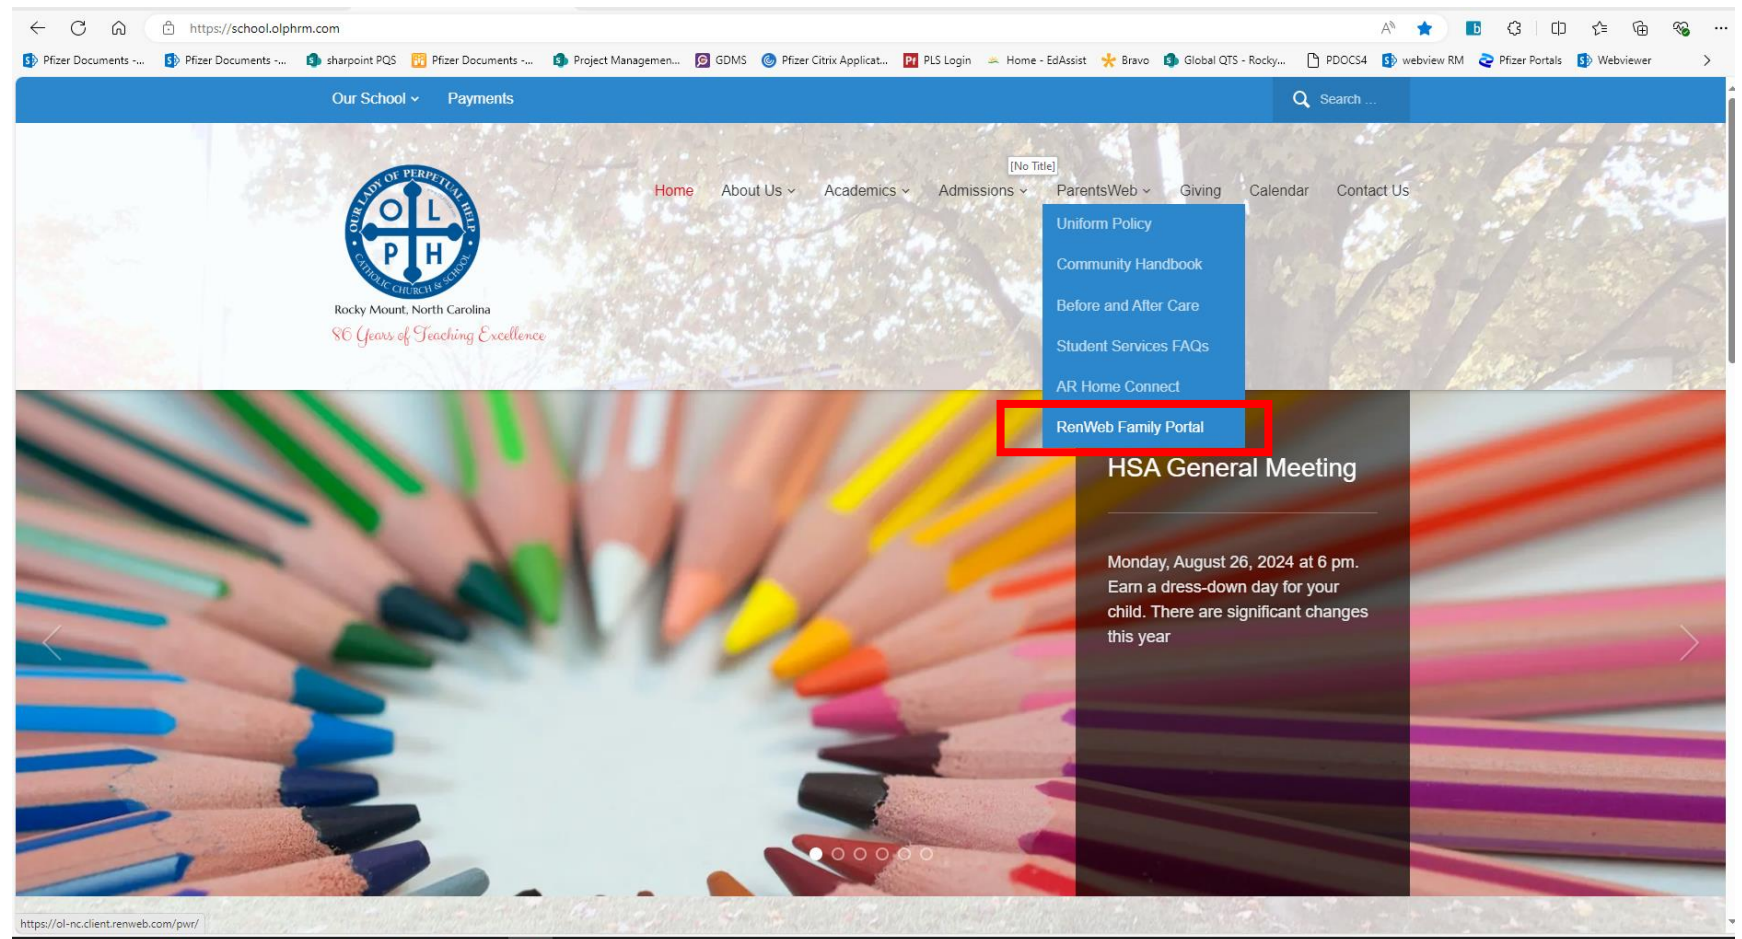 https://school.olphrm.com
Pfizer Documents -...
Pfizer Documents -...
sharpoint PQS
Pfizer Documents -...
Project Managemen...
GDMS
Pfizer Citrix Applicat...
PLS Login
Home - EdAssist
Bravo
Global QTS - Rocky...
PDOCS4
webview RM
Pfizer Portals
Webviewer
Our School
Payments
Search ...
[No Title]
Home
About Us
Academics
Admissions
ParentsWeb
Giving
Calendar
Contact Us
OUR LADY OF PERPETUAL HELP
O L
P H
CATHOLIC CHURCH & SCHOOL
Rocky Mount, North Carolina
86 Years of Teaching Excellence
Uniform Policy
Community Handbook
Before and After Care
Student Services FAQs
AR Home Connect
RenWeb Family Portal
HSA General Meeting
Monday, August 26, 2024 at 6 pm.
Earn a dress-down day for your
child. There are significant changes
this year
https://ol-nc.client.renweb.com/pwr/